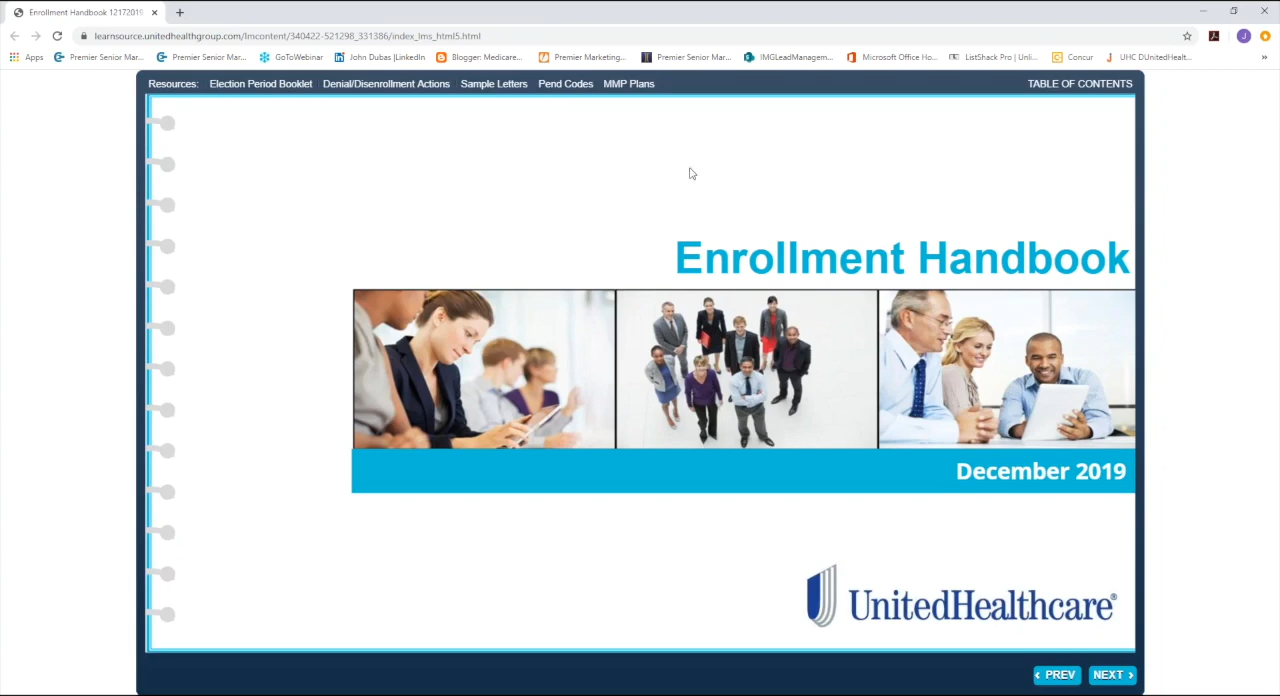 Enrollment Handbook 12172019
learnsource.unitedhealthgroup.com/lmcontent/340422-521298_331386/index_lms_html5.html
Apps Premier Senior Mar... Premier Senior Mar... GoToWebinar John Dubas |LinkedIn Blogger: Medicare... Premier Marketing... Premier Senior Mar... IMGLeadManagem... Microsoft Office Ho... ListShack Pro | Unli... Concur UHC DUnitedHealt... »
Resources: Election Period Booklet Denial/Disenrollment Actions Sample Letters Pend Codes MMP Plans TABLE OF CONTENTS
Enrollment Handbook
December 2019
UnitedHealthcare®
‹ PREV NEXT ›